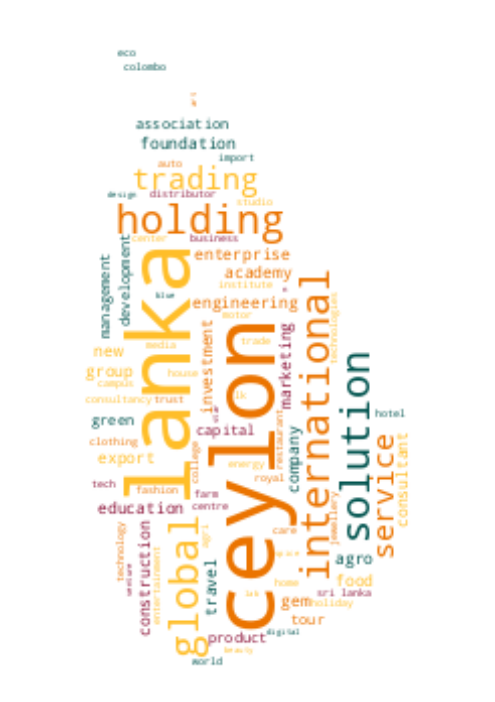 eco
colombo
association
foundation
import
auto
trading
design
distributor
studio
holding
center
business
lanka
management
development
enterprise
academy
institute
blue
engineering
motor
international
technologies
new
media
investment
trade
marketing
group
house
campus
consultancy
trust
lk
ceylon
solution
green
capital
restaurant
hotel
clothing
export
college
energy
company
service
consultant
royal
tech
fashion
farm
education
centre
jewellery
technology
construction
entertainment
global
agri
travel
care
agro
home
food
sri lanka
gem
holiday
tour
product
digital
beauty
world